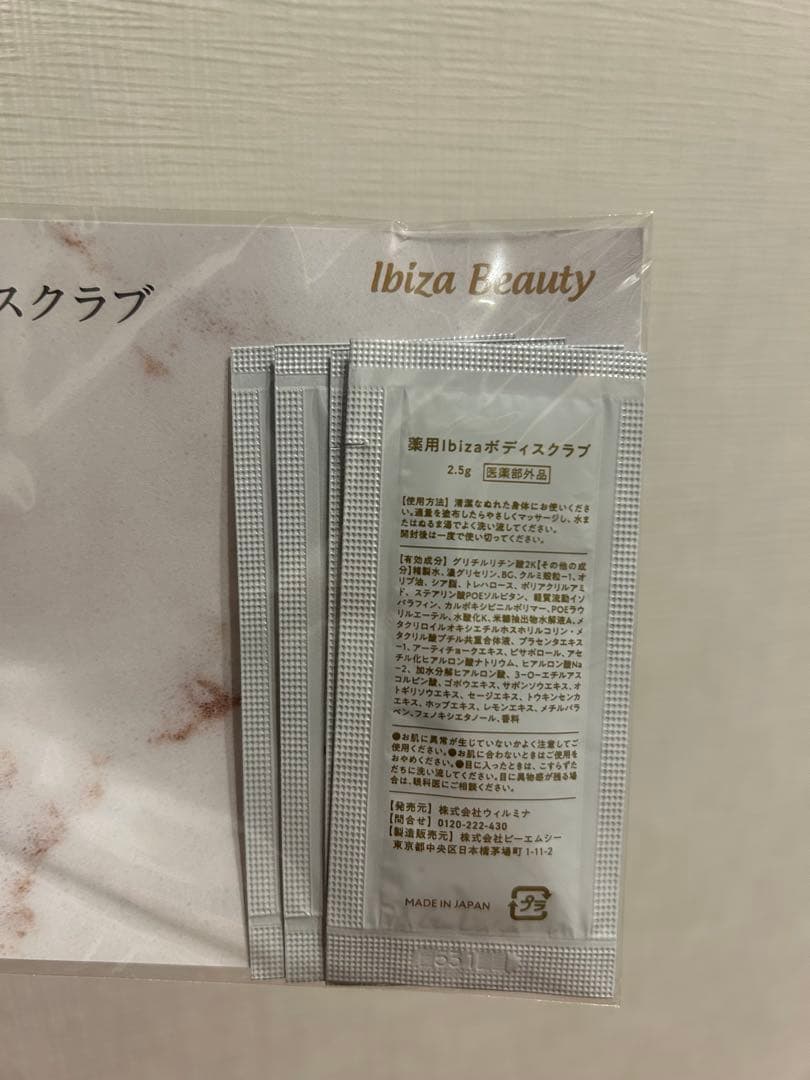 Ibiza Beauty
スクラブ
薬用Ibizaボディスクラブ
2.5g 医薬部外品
【使用方法】清潔なぬれた身体にお使いくださ
い。適量を塗布したらやさしくマッサージし、水ま
たはぬるま湯でよく洗い流してください。
開封後は一度で使い切ってください。
【有効成分】グリチルリチン酸2K【その他の成
分】精製水、濃グリセリン、BG、クルミ殻粒-1、オ
リブ油、シア脂、トレハロース、ポリアクリルアミ
ド、ステアリン酸POEソルビタン、軽質流動イソ
パラフィン、カルボキシビニルポリマー、POEラウ
リルエーテル、水酸化K、米糠抽出物水解液A、メ
タクリロイルオキシエチルホスホリルコリン・メ
タクリル酸ブチル共重合体液、プラセンタエキス
-1、アーティチョークエキス、ビサボロール、アセ
チル化ヒアルロン酸ナトリウム、ヒアルロン酸Na
-2、加水分解ヒアルロン酸、3-O-エチルアス
コルビン酸、ゴボウエキス、サボンソウエキス、オ
トギリソウエキス、セージエキス、トウキンセンカ
エキス、ホップエキス、レモンエキス、メチルパラ
ベン、フェノキシエタノール、香料
●お肌に異常が生じていないかよく注意してご
使用ください。●お肌に合わないときはご使用を
おやめください。●目に入ったときは、こすらずた
だちに洗い流してください。目に異物感が残る場
合は、眼科医にご相談ください。
【発売元】株式会社ウィルミナ
【問合せ】0120-222-430
【製造販売元】株式会社ピーエムシー
東京都中央区日本橋茅場町1-11-2
MADE IN JAPAN プラ